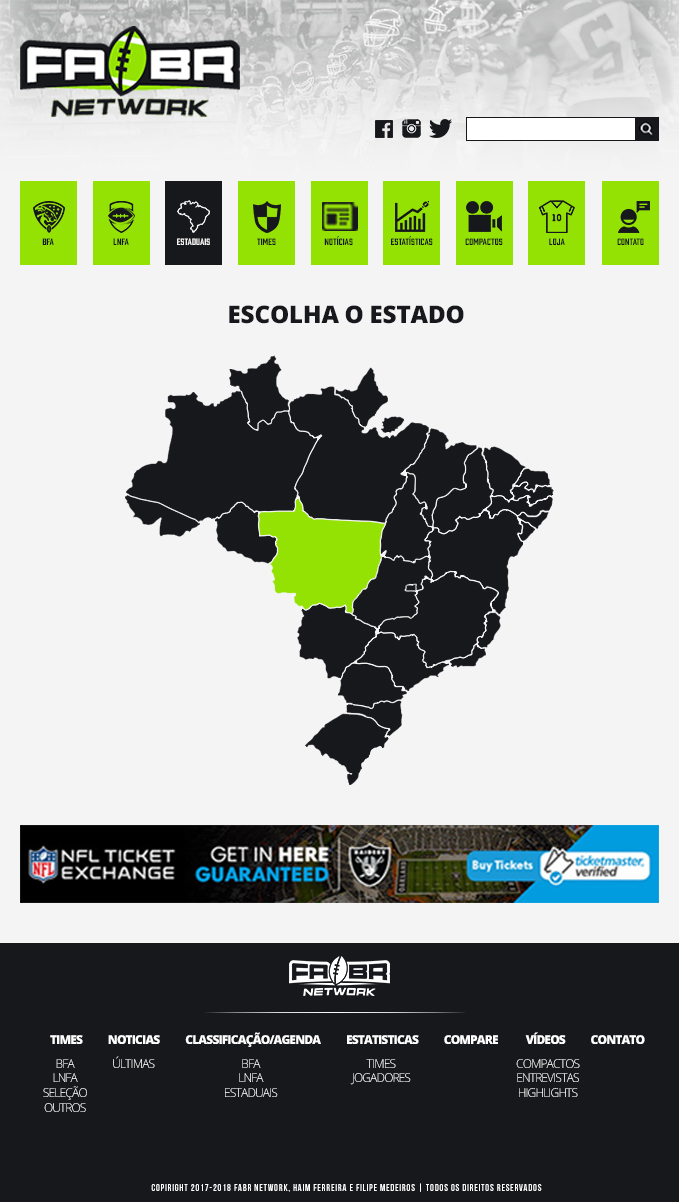 FABR
NETWORK
BFA
LNFA
ESTADUAIS
TIMES
NOTÍCIAS
ESTATÍSTICAS
COMPACTOS
10
LOJA
CONTATO
ESCOLHA O ESTADO
NFL
NFL TICKET
EXCHANGE
GET IN HERE
GUARANTEED
RAIDERS
OAKLAND
Buy Tickets
ticketmaster
verified
FABR
NETWORK
TIMES
BFA
LNFA
SELEÇÃO
OUTROS
NOTICIAS
ÚLTIMAS
CLASSIFICAÇÃO/AGENDA
BFA
LNFA
ESTADUAIS
ESTATISTICAS
TIMES
JOGADORES
COMPARE
VÍDEOS
COMPACTOS
ENTREVISTAS
HIGHLIGHTS
CONTATO
COPIRIGHT 2017-2018 FABR NETWORK, HAIM FERREIRA E FILIPE MEDEIROS | TODOS OS DIREITOS RESERVADOS